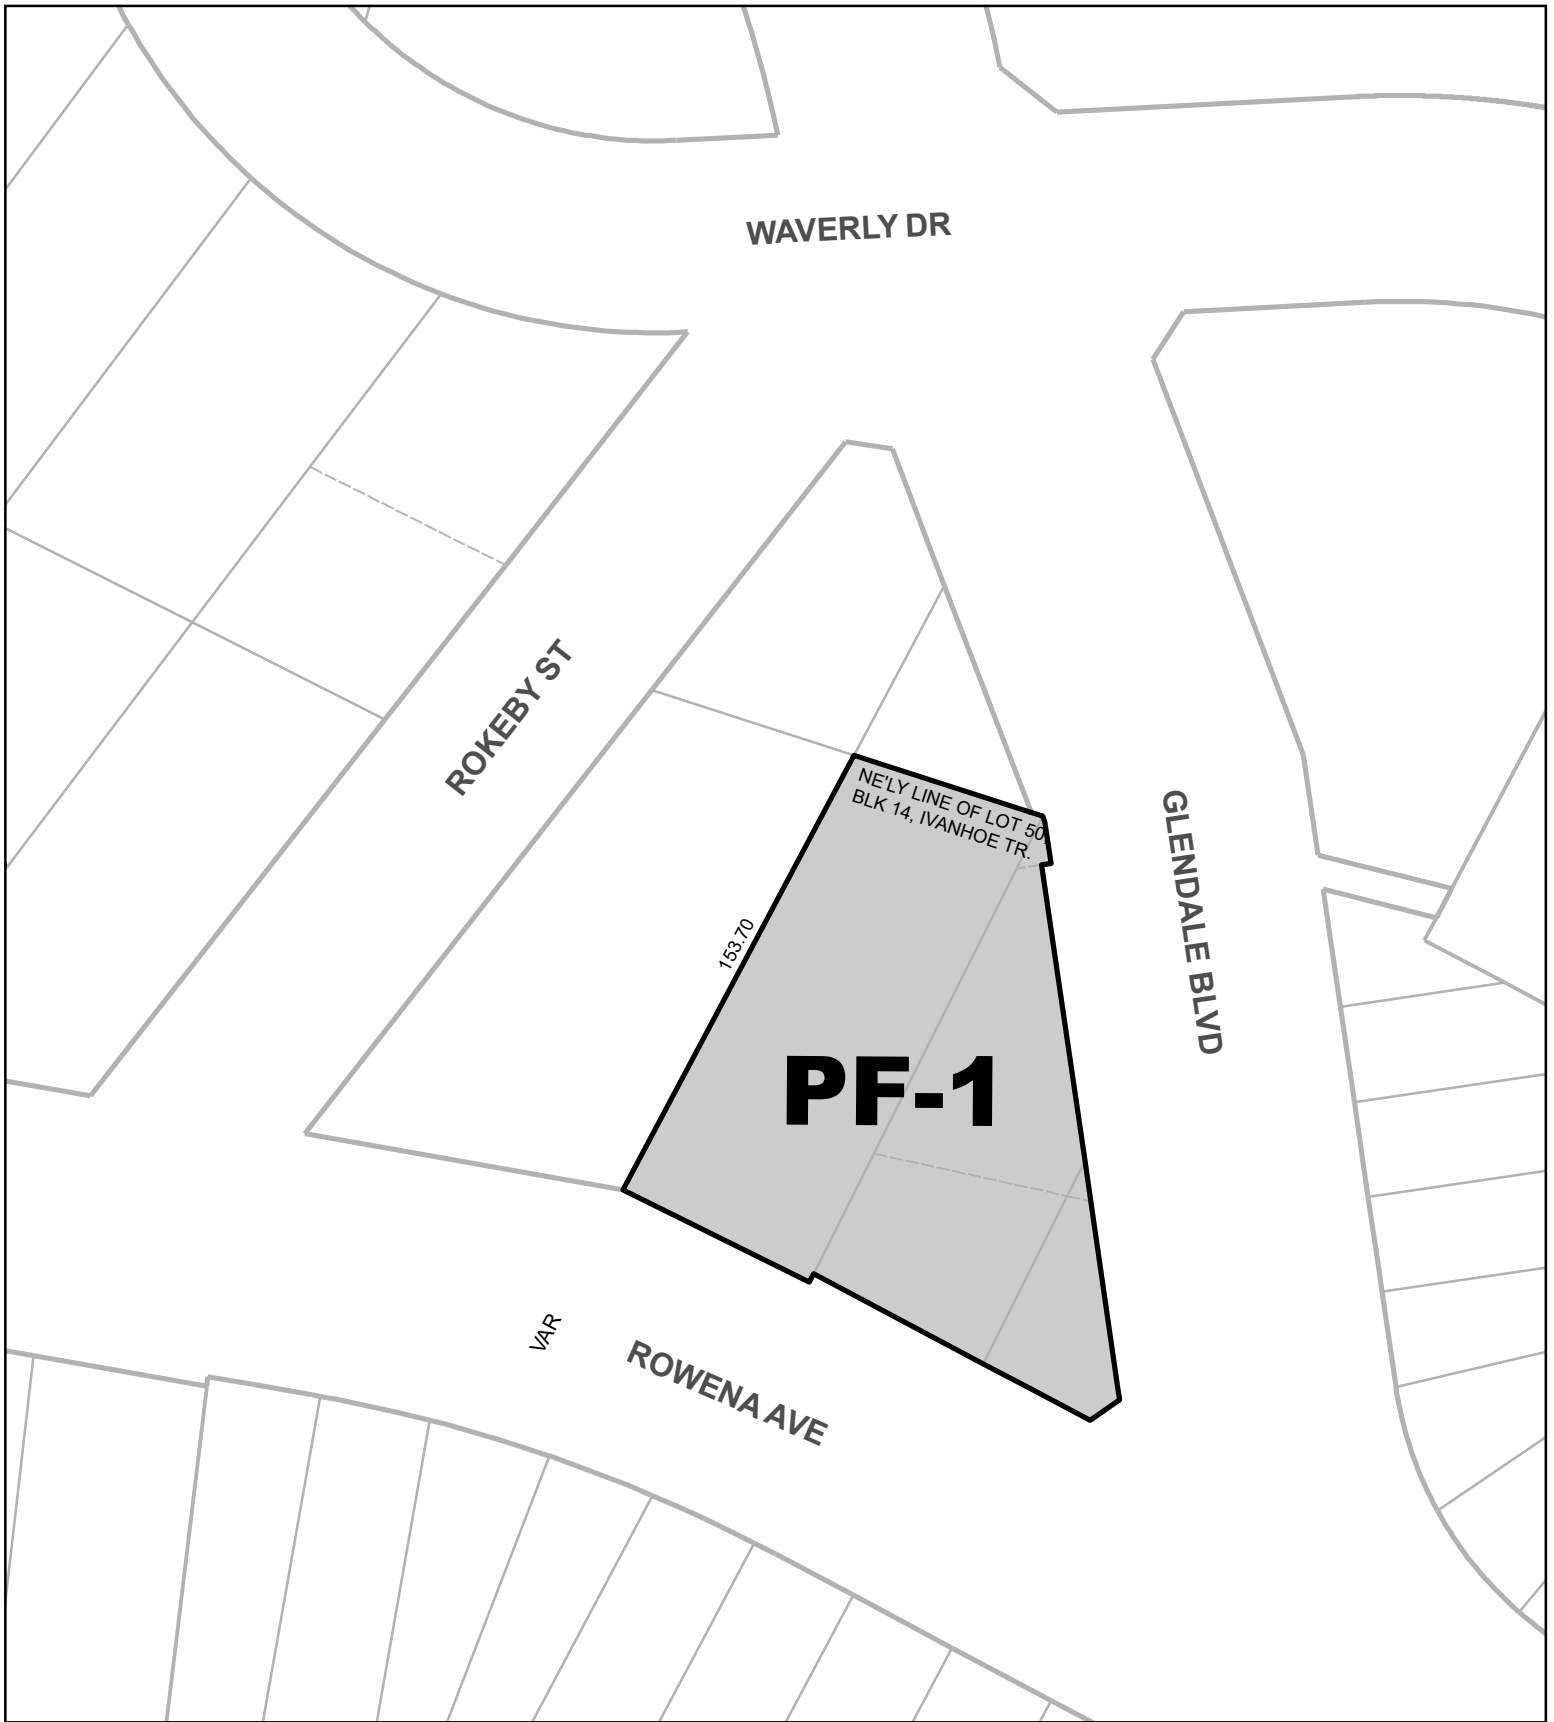 WAVERLY DR
ROKEBY ST
NE'LY LINE OF LOT 50,
BLK 14, IVANHOE TR.
GLENDALE BLVD
153.70
PF-1
VAR
ROWENA AVE